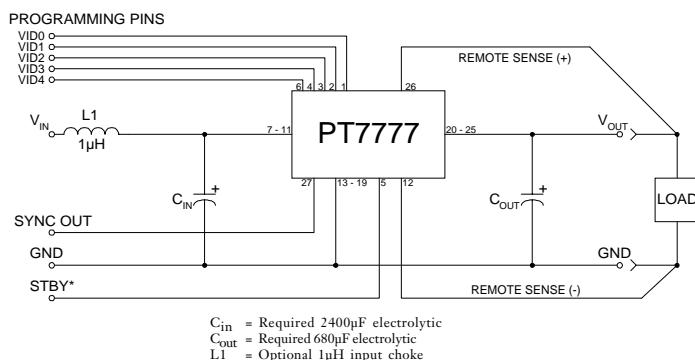 PROGRAMMING PINS
VID0
VID1
VID2
VID3
VID4
6 4 3 2 1
26
REMOTE SENSE (+)
L1
VIN
1µH
7 - 11
PT7777
20 - 25
VOUT
CIN
+
27
13 - 19
5
12
COUT
+
LOAD
SYNC OUT
GND
GND
STBY*
REMOTE SENSE (-)
Cin = Required 2400µF electrolytic
Cout = Required 680µF electrolytic
L1 = Optional 1µH input choke